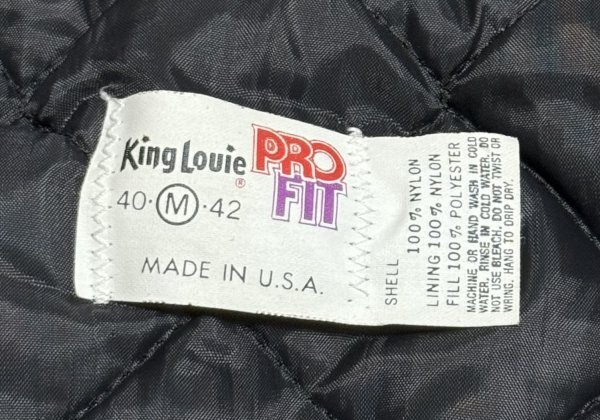 King Louie ®
PRO
FIT
40·M·42
MADE IN U.S.A.
SHELL 100% NYLON
LINING 100% NYLON
FILL 100% POLYESTER
MACHINE OR HAND WASH IN COLD
WATER. RINSE IN COLD WATER. DO
NOT USE BLEACH. DO NOT TWIST OR
WRING. HANG TO DRIP DRY.